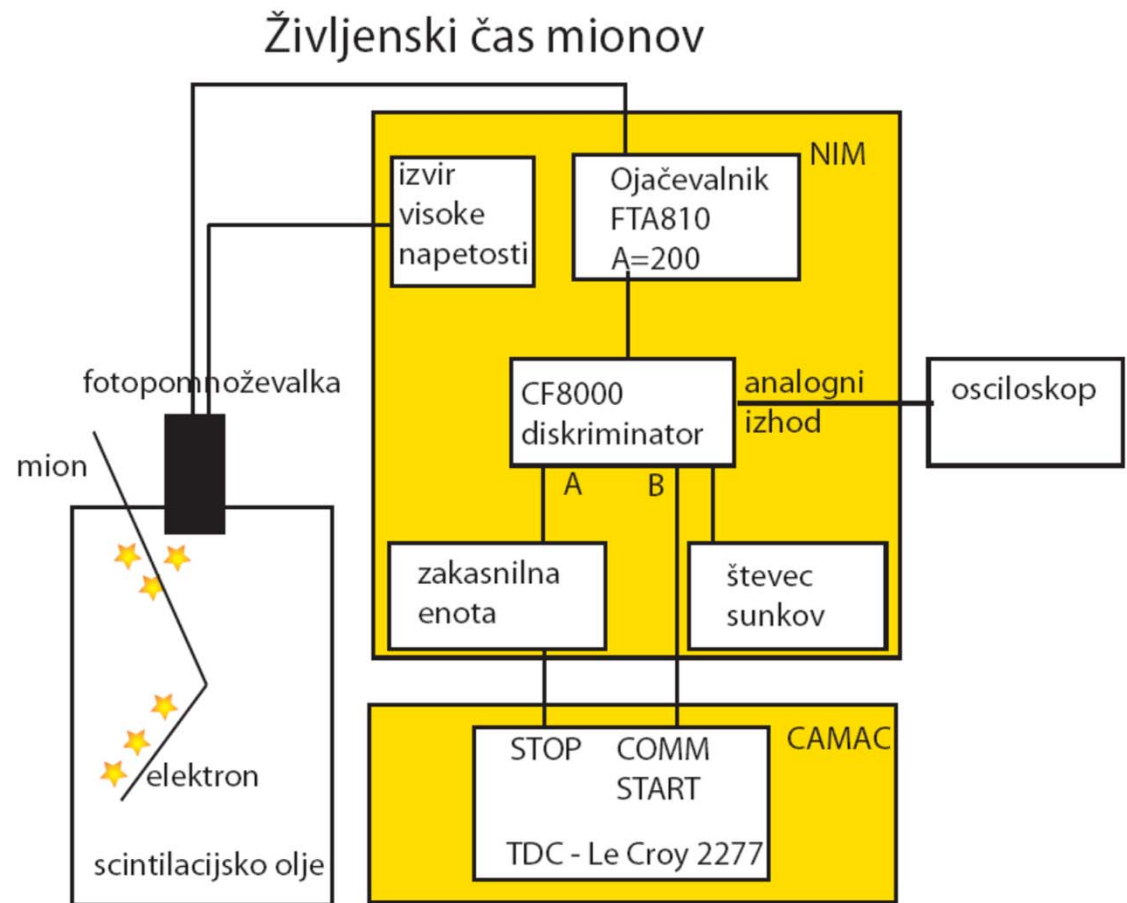 Življenski čas mionov
NIM
izvir
visoke
napetosti
Ojačevalnik
FTA810
A=200
fotopomnoževalka
CF8000
diskriminator
analogni
izhod
osciloskop
mion
A
B
zakasnilna
enota
števec
sunkov
elektron
scintilacijsko olje
CAMAC
STOP
COMM
START
TDC - Le Croy 2277